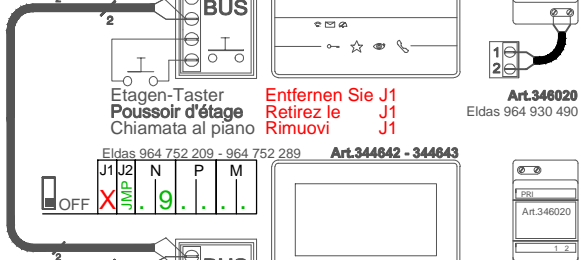 2
BUS
1
2
Etagen-Taster Entfernen Sie J1
Poussoir d'étage Retirez le J1
Chiamata al piano Rimuovi J1
Art.346020
Eldas 964 930 490
Eldas 964 752 209 - 964 752 289 Art.344642 - 344643
J1 J2 N P M
OFF X JMP . 9 . . . .
PRI
Art.346020
1 2
2
BUS